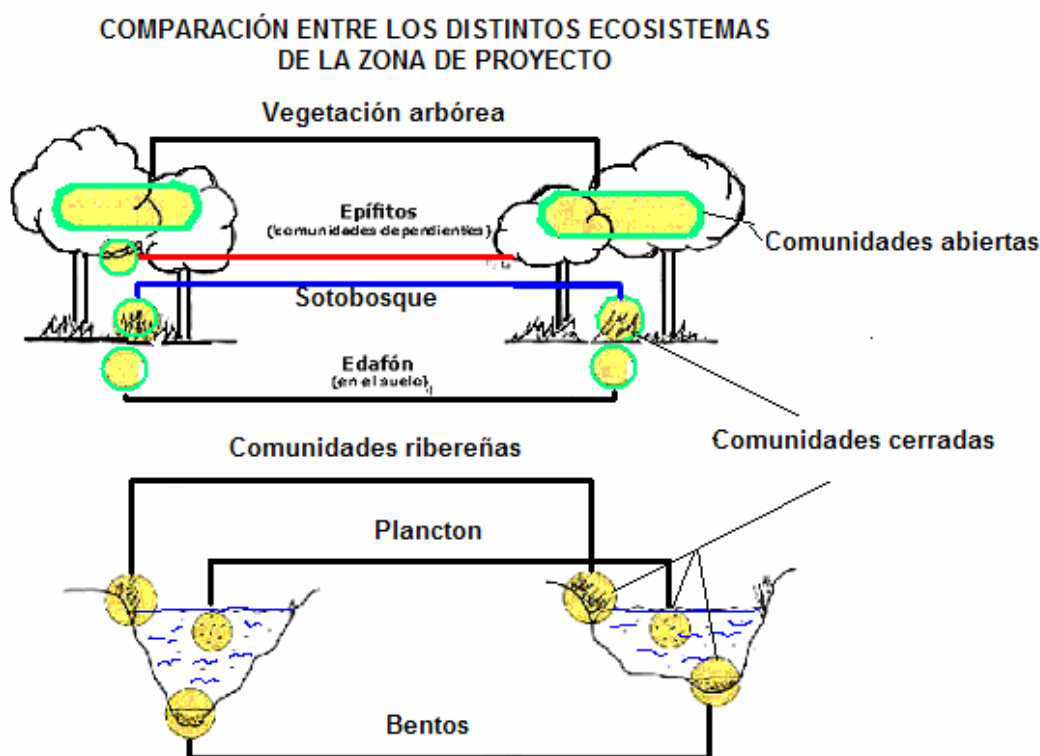 COMPARACIÓN ENTRE LOS DISTINTOS ECOSISTEMAS
DE LA ZONA DE PROYECTO
Vegetación arbórea
Epífitos
('comunidades dependientes)
Comunidades abiertas
Sotobosque
Edafón
(en el suelo)
Comunidades ribereñas
Comunidades cerradas
Plancton
Bentos